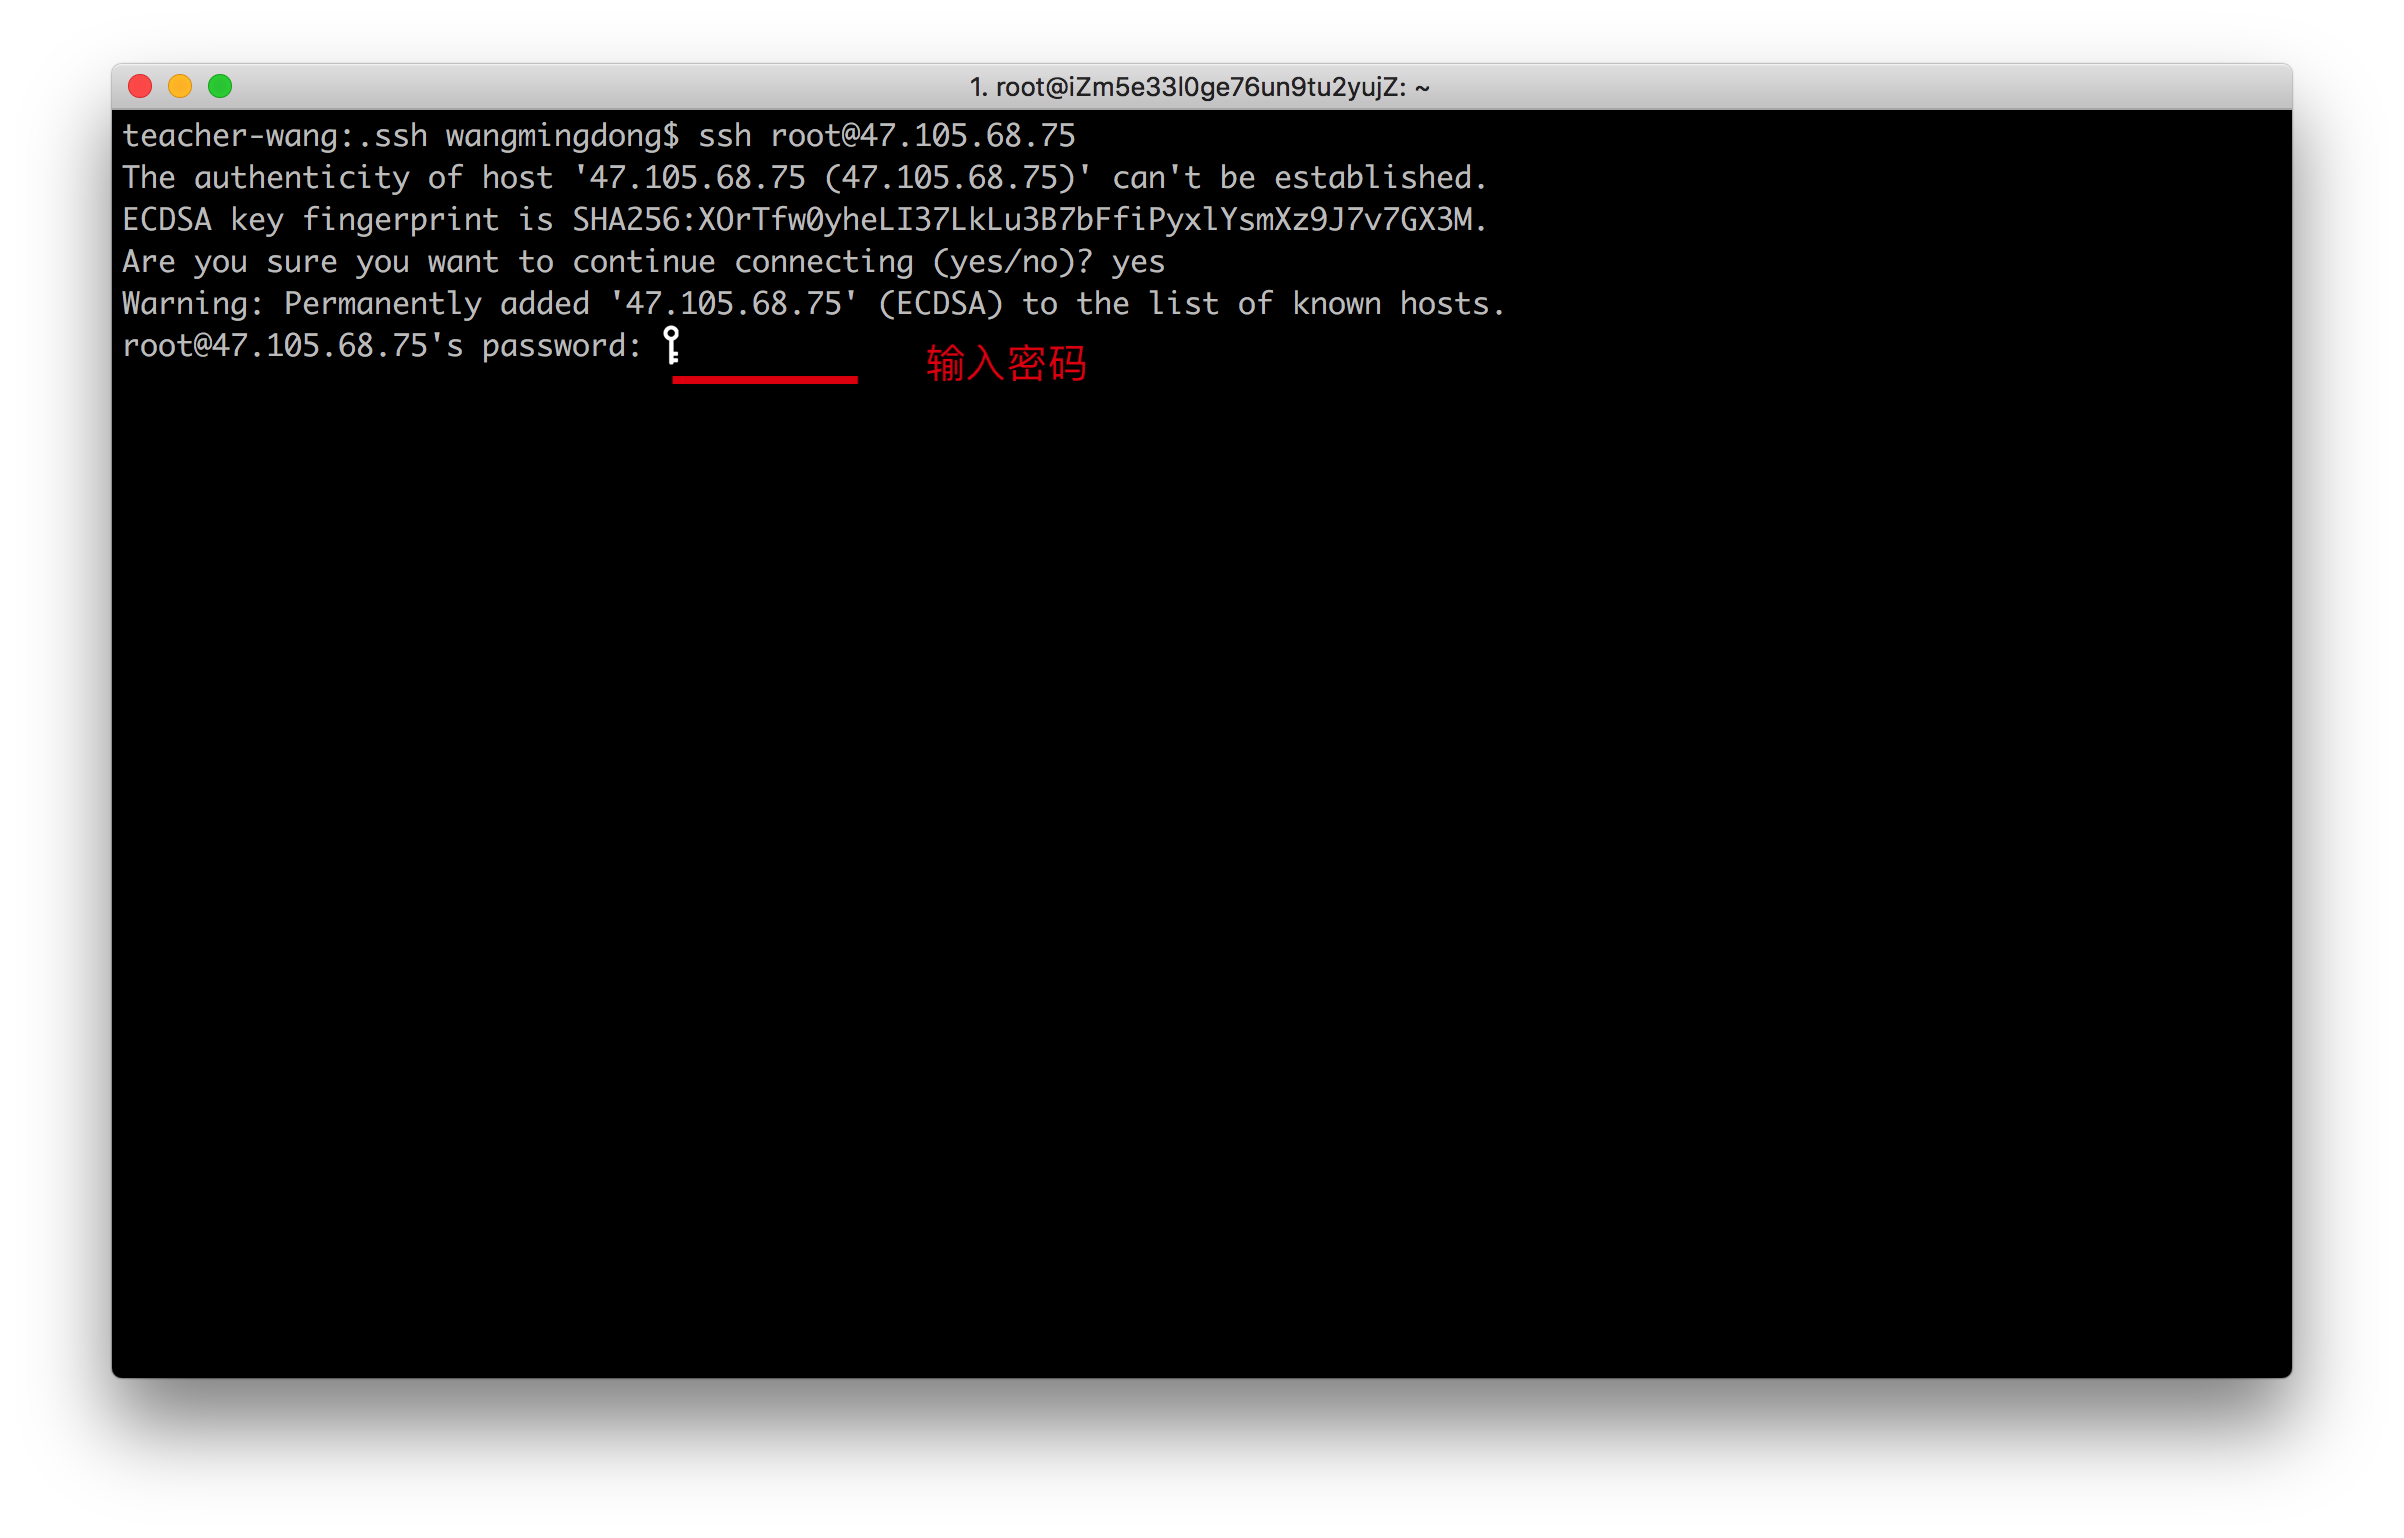 1. root@iZm5e33l0ge76un9tu2yujZ: ~
teacher-wang:.ssh wangmingdong$ ssh root@47.105.68.75
The authenticity of host '47.105.68.75 (47.105.68.75)' can't be established.
ECDSA key fingerprint is SHA256:XOrTfw0yheLI37LkLu3B7bFfiPyxlYsmXz9J7v7GX3M.
Are you sure you want to continue connecting (yes/no)? yes
Warning: Permanently added '47.105.68.75' (ECDSA) to the list of known hosts.
root@47.105.68.75's password:
输入密码